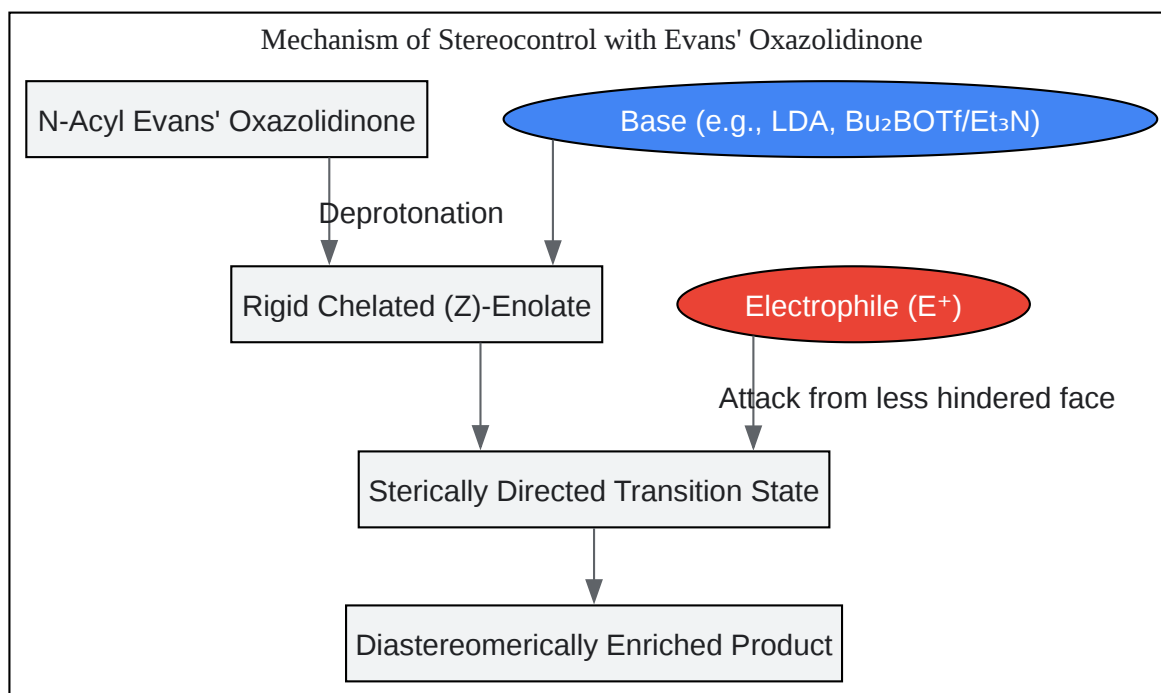 Mechanism of Stereocontrol with Evans' Oxazolidinone
N-Acyl Evans' Oxazolidinone
Base (e.g., LDA, Bu₂BOTf/Et₃N)
Deprotonation
Rigid Chelated (Z)-Enolate
Electrophile (E⁺)
Attack from less hindered face
Sterically Directed Transition State
Diastereomerically Enriched Product